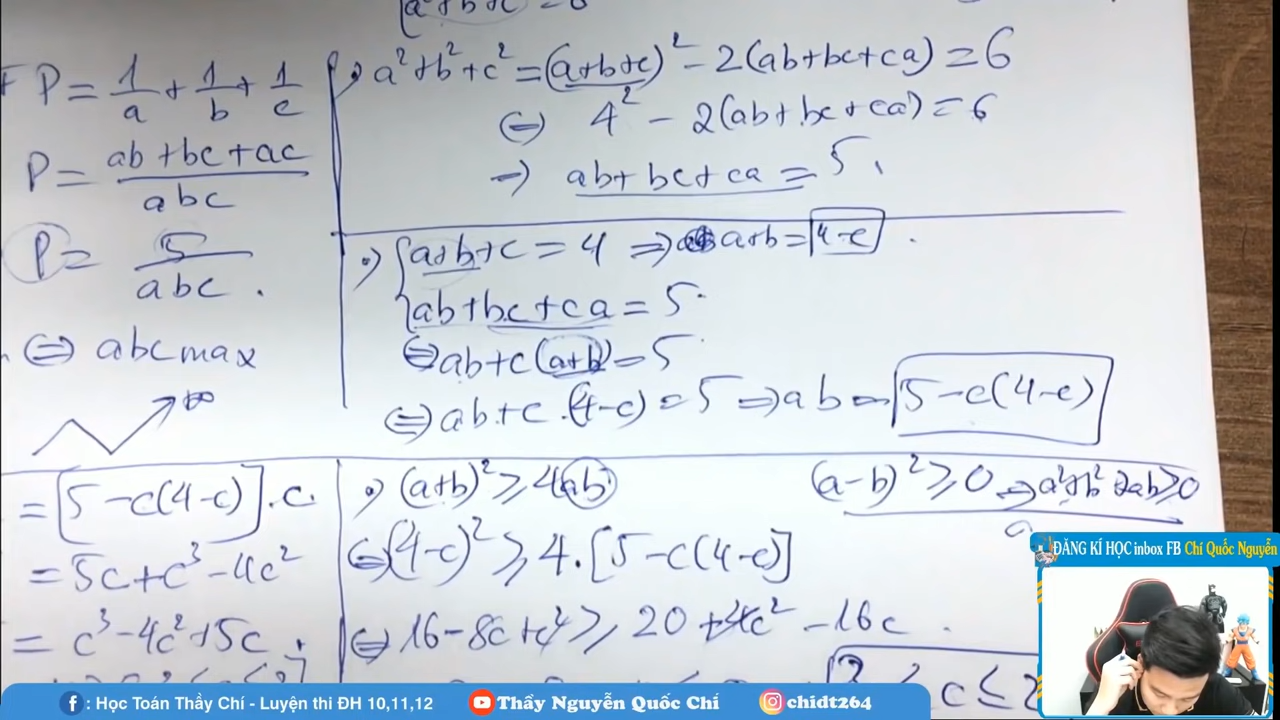 a+b+c = 6
P = 1/a + 1/b + 1/c
P = (ab + bc + ac)/abc
P = 5/abc.
⇔ abc max
+∞
a² + b² + c² = (a+b+c)² - 2(ab+bc+ca) = 6
⇔ 4² - 2(ab+bc+ca) = 6
→ ab + bc + ca = 5.
a+b+c = 4 ⇒ a+b = 4-c.
ab+bc+ca = 5
⇔ ab+c(a+b) = 5
⇔ ab+c.(4-c) = 5 ⇒ ab = 5-c(4-c)
= [5-c(4-c)].c.
= 5c+c³-4c²
= c³-4c²+5c.
(a+b)² ≥ 4ab
(a-b)² ≥ 0 ⇒ a²+b²-2ab ≥ 0
⇔ (4-c)² ≥ 4.[5-c(4-c)]
⇔ 16-8c+c² ≥ 20+4c²-16c.
≤ c ≤ 2
ĐĂNG KÍ HỌC inbox FB Chí Quốc Nguyễn
: Học Toán Thầy Chí - Luyện thi ĐH 10,11,12
Thầy Nguyễn Quốc Chí
chidt264